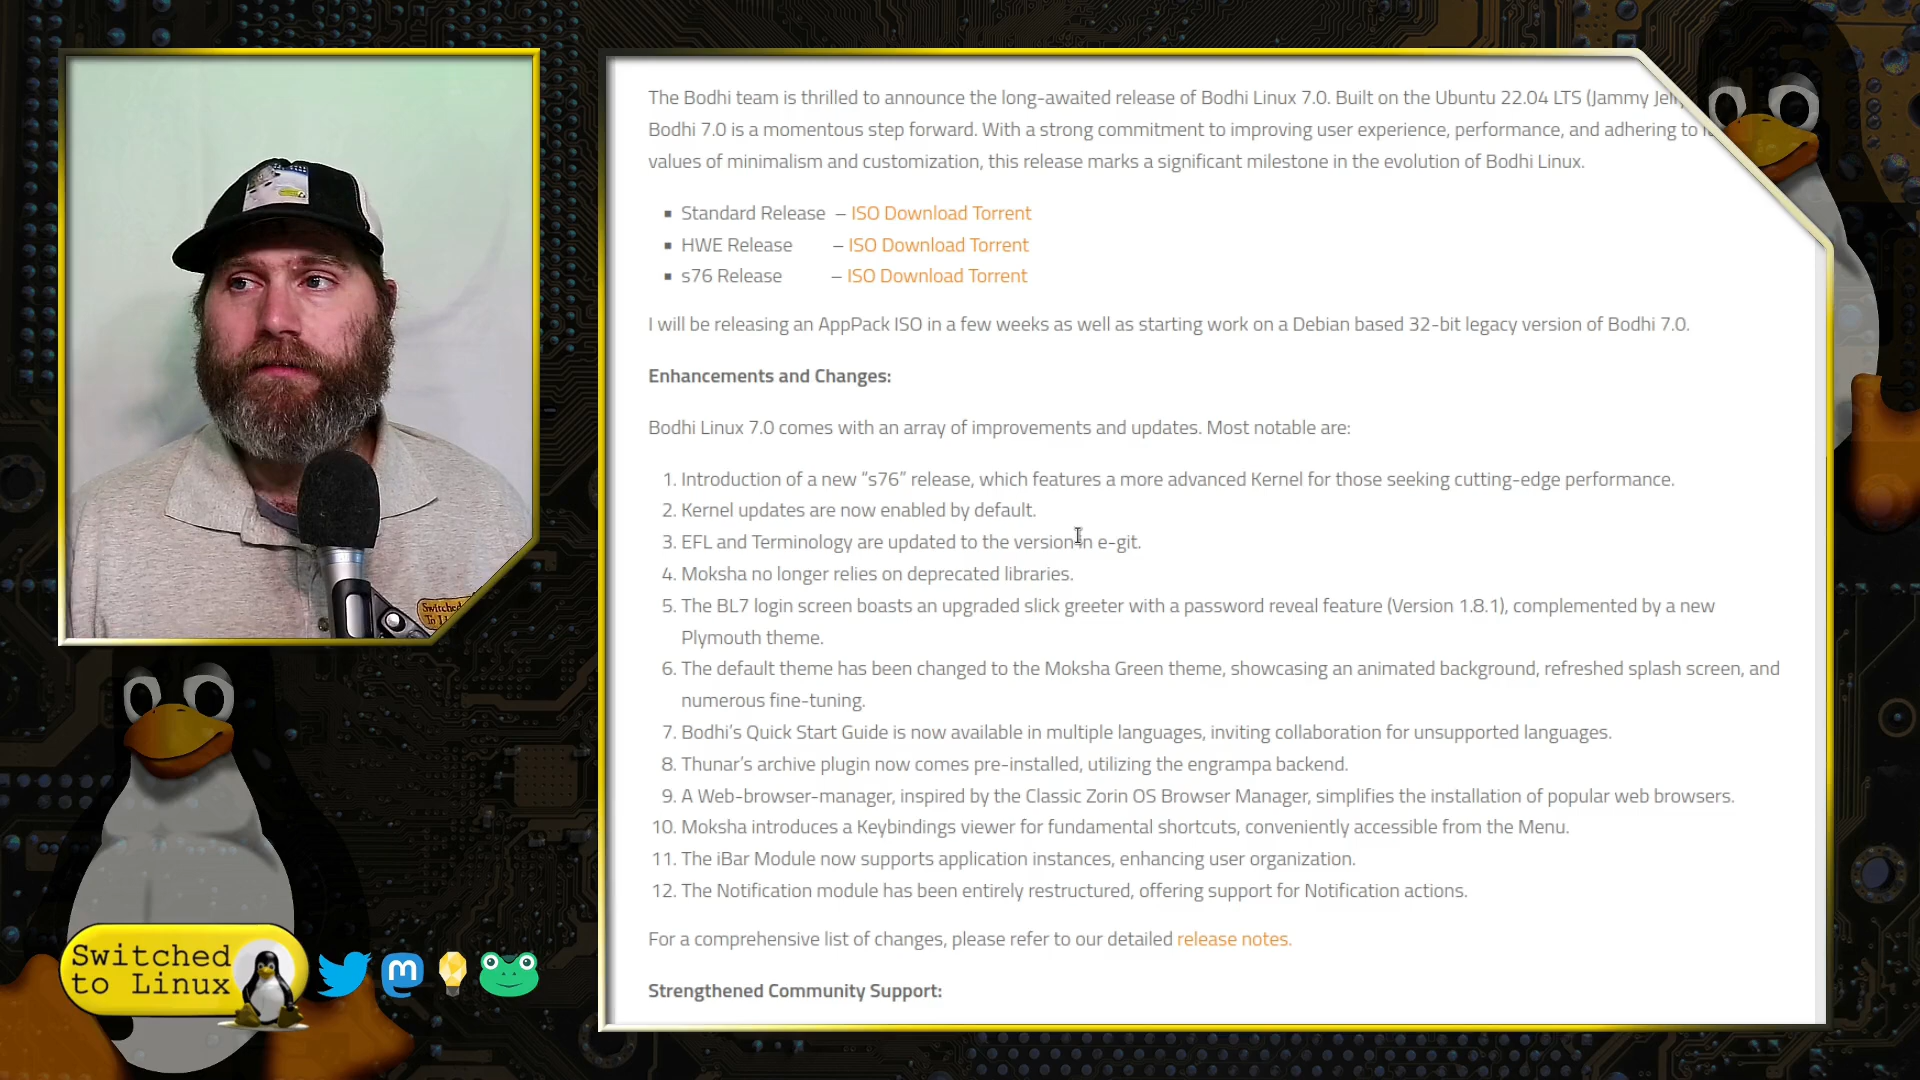 The Bodhi team is thrilled to announce the long-awaited release of Bodhi Linux 7.0. Built on the Ubuntu 22.04 LTS (Jammy
Bodhi 7.0 is a momentous step forward. With a strong commitment to improving user experience, performance, and adhering to
values of minimalism and customization, this release marks a significant milestone in the evolution of Bodhi Linux.
▪ Standard Release – ISO Download Torrent
▪ HWE Release – ISO Download Torrent
▪ s76 Release – ISO Download Torrent
I will be releasing an AppPack ISO in a few weeks as well as starting work on a Debian based 32-bit legacy version of Bodhi 7.0.
Enhancements and Changes:
Bodhi Linux 7.0 comes with an array of improvements and updates. Most notable are:
1. Introduction of a new “s76” release, which features a more advanced Kernel for those seeking cutting-edge performance.
2. Kernel updates are now enabled by default.
3. EFL and Terminology are updated to the version in e-git.
4. Moksha no longer relies on deprecated libraries.
5. The BL7 login screen boasts an upgraded slick greeter with a password reveal feature (Version 1.8.1), complemented by a new
Plymouth theme.
6. The default theme has been changed to the Moksha Green theme, showcasing an animated background, refreshed splash screen, and
numerous fine-tuning.
7. Bodhi’s Quick Start Guide is now available in multiple languages, inviting collaboration for unsupported languages.
8. Thunar’s archive plugin now comes pre-installed, utilizing the engrampa backend.
9. A Web-browser-manager, inspired by the Classic Zorin OS Browser Manager, simplifies the installation of popular web browsers.
10. Moksha introduces a Keybindings viewer for fundamental shortcuts, conveniently accessible from the Menu.
11. The iBar Module now supports application instances, enhancing user organization.
12. The Notification module has been entirely restructured, offering support for Notification actions.
For a comprehensive list of changes, please refer to our detailed release notes.
Strengthened Community Support:
Switched
To
Switched
to Linux
m